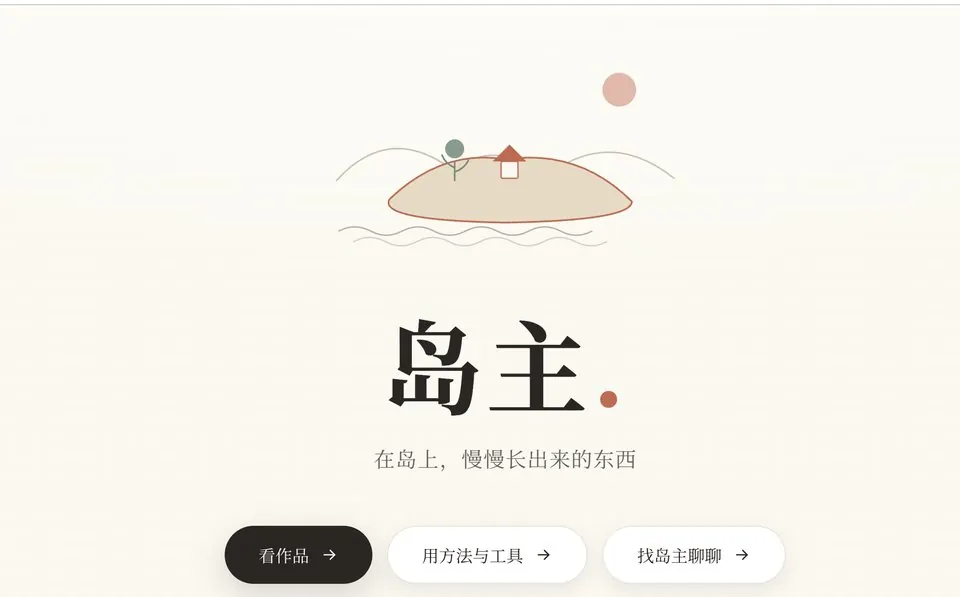 岛主.
在岛上，慢慢长出来的东西
看作品 →
用方法与工具 →
找岛主聊聊 →